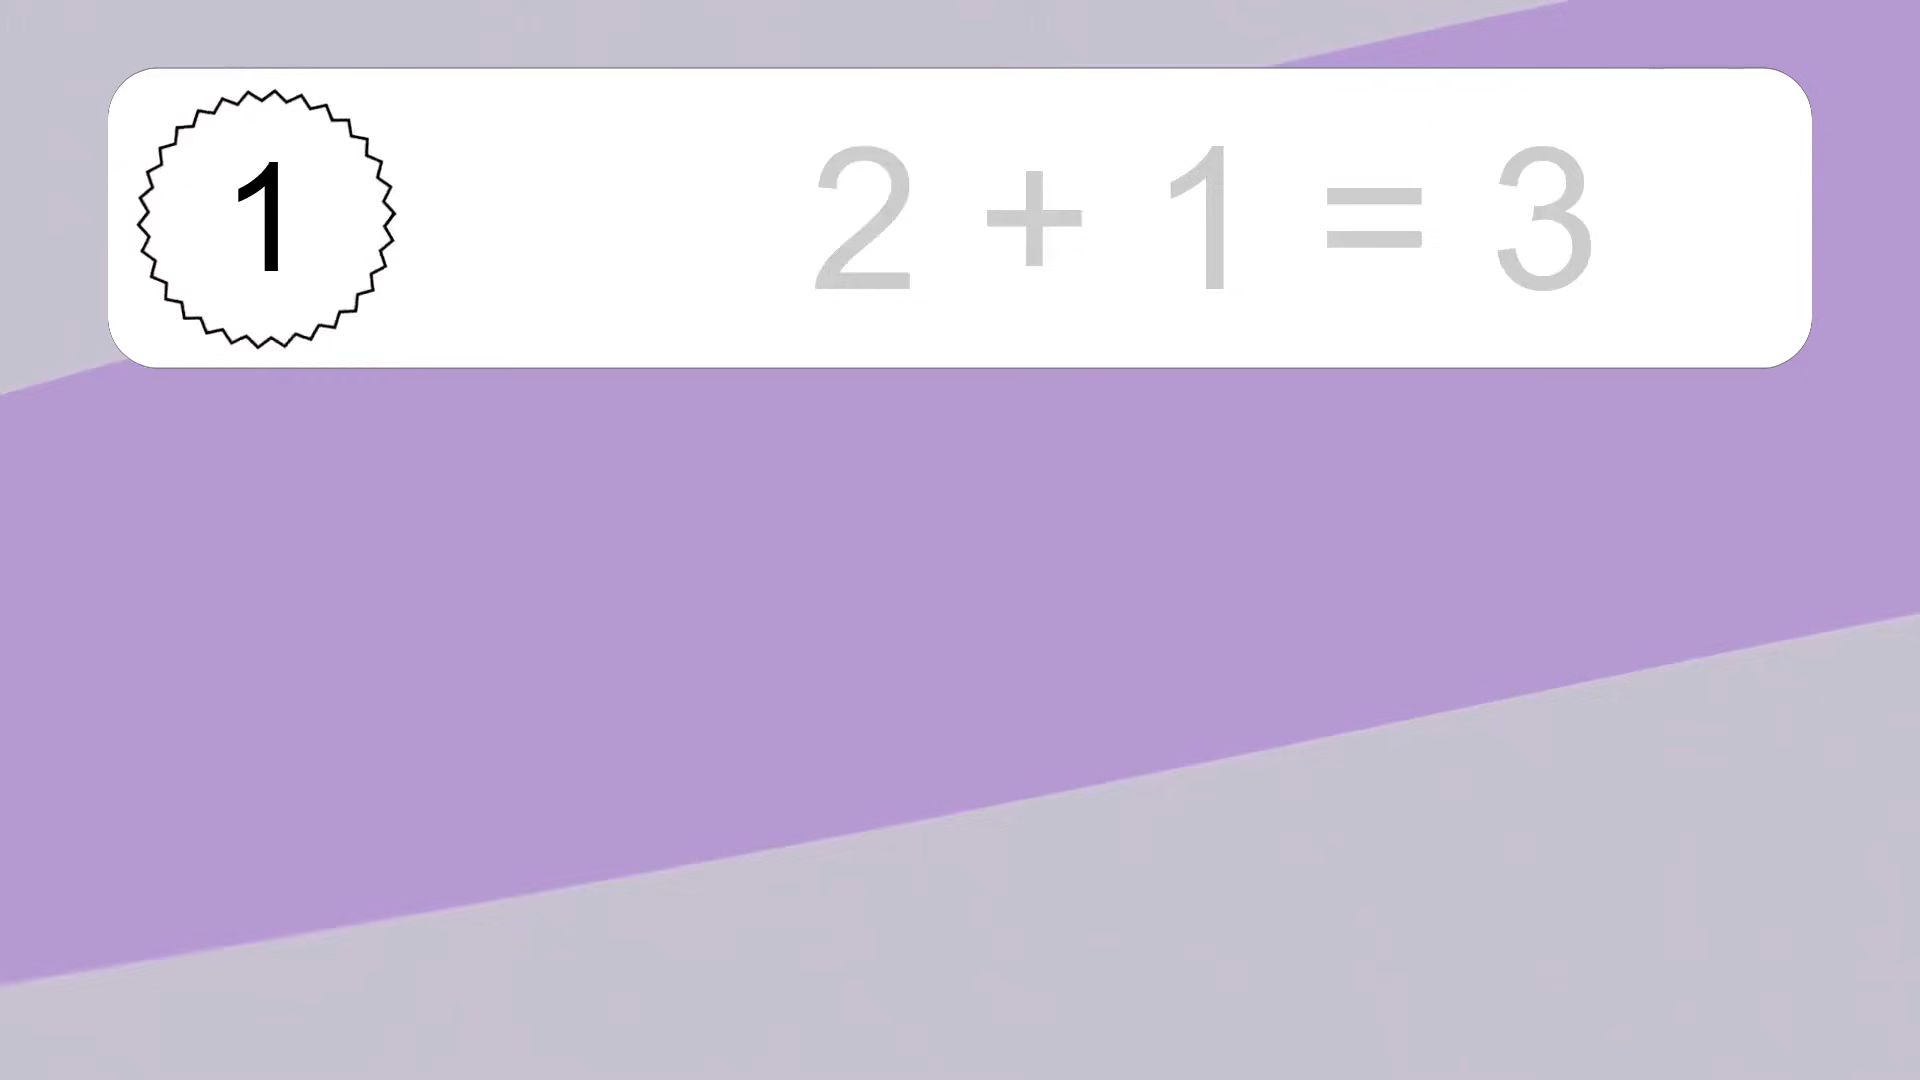 1
2 + 1 = 3